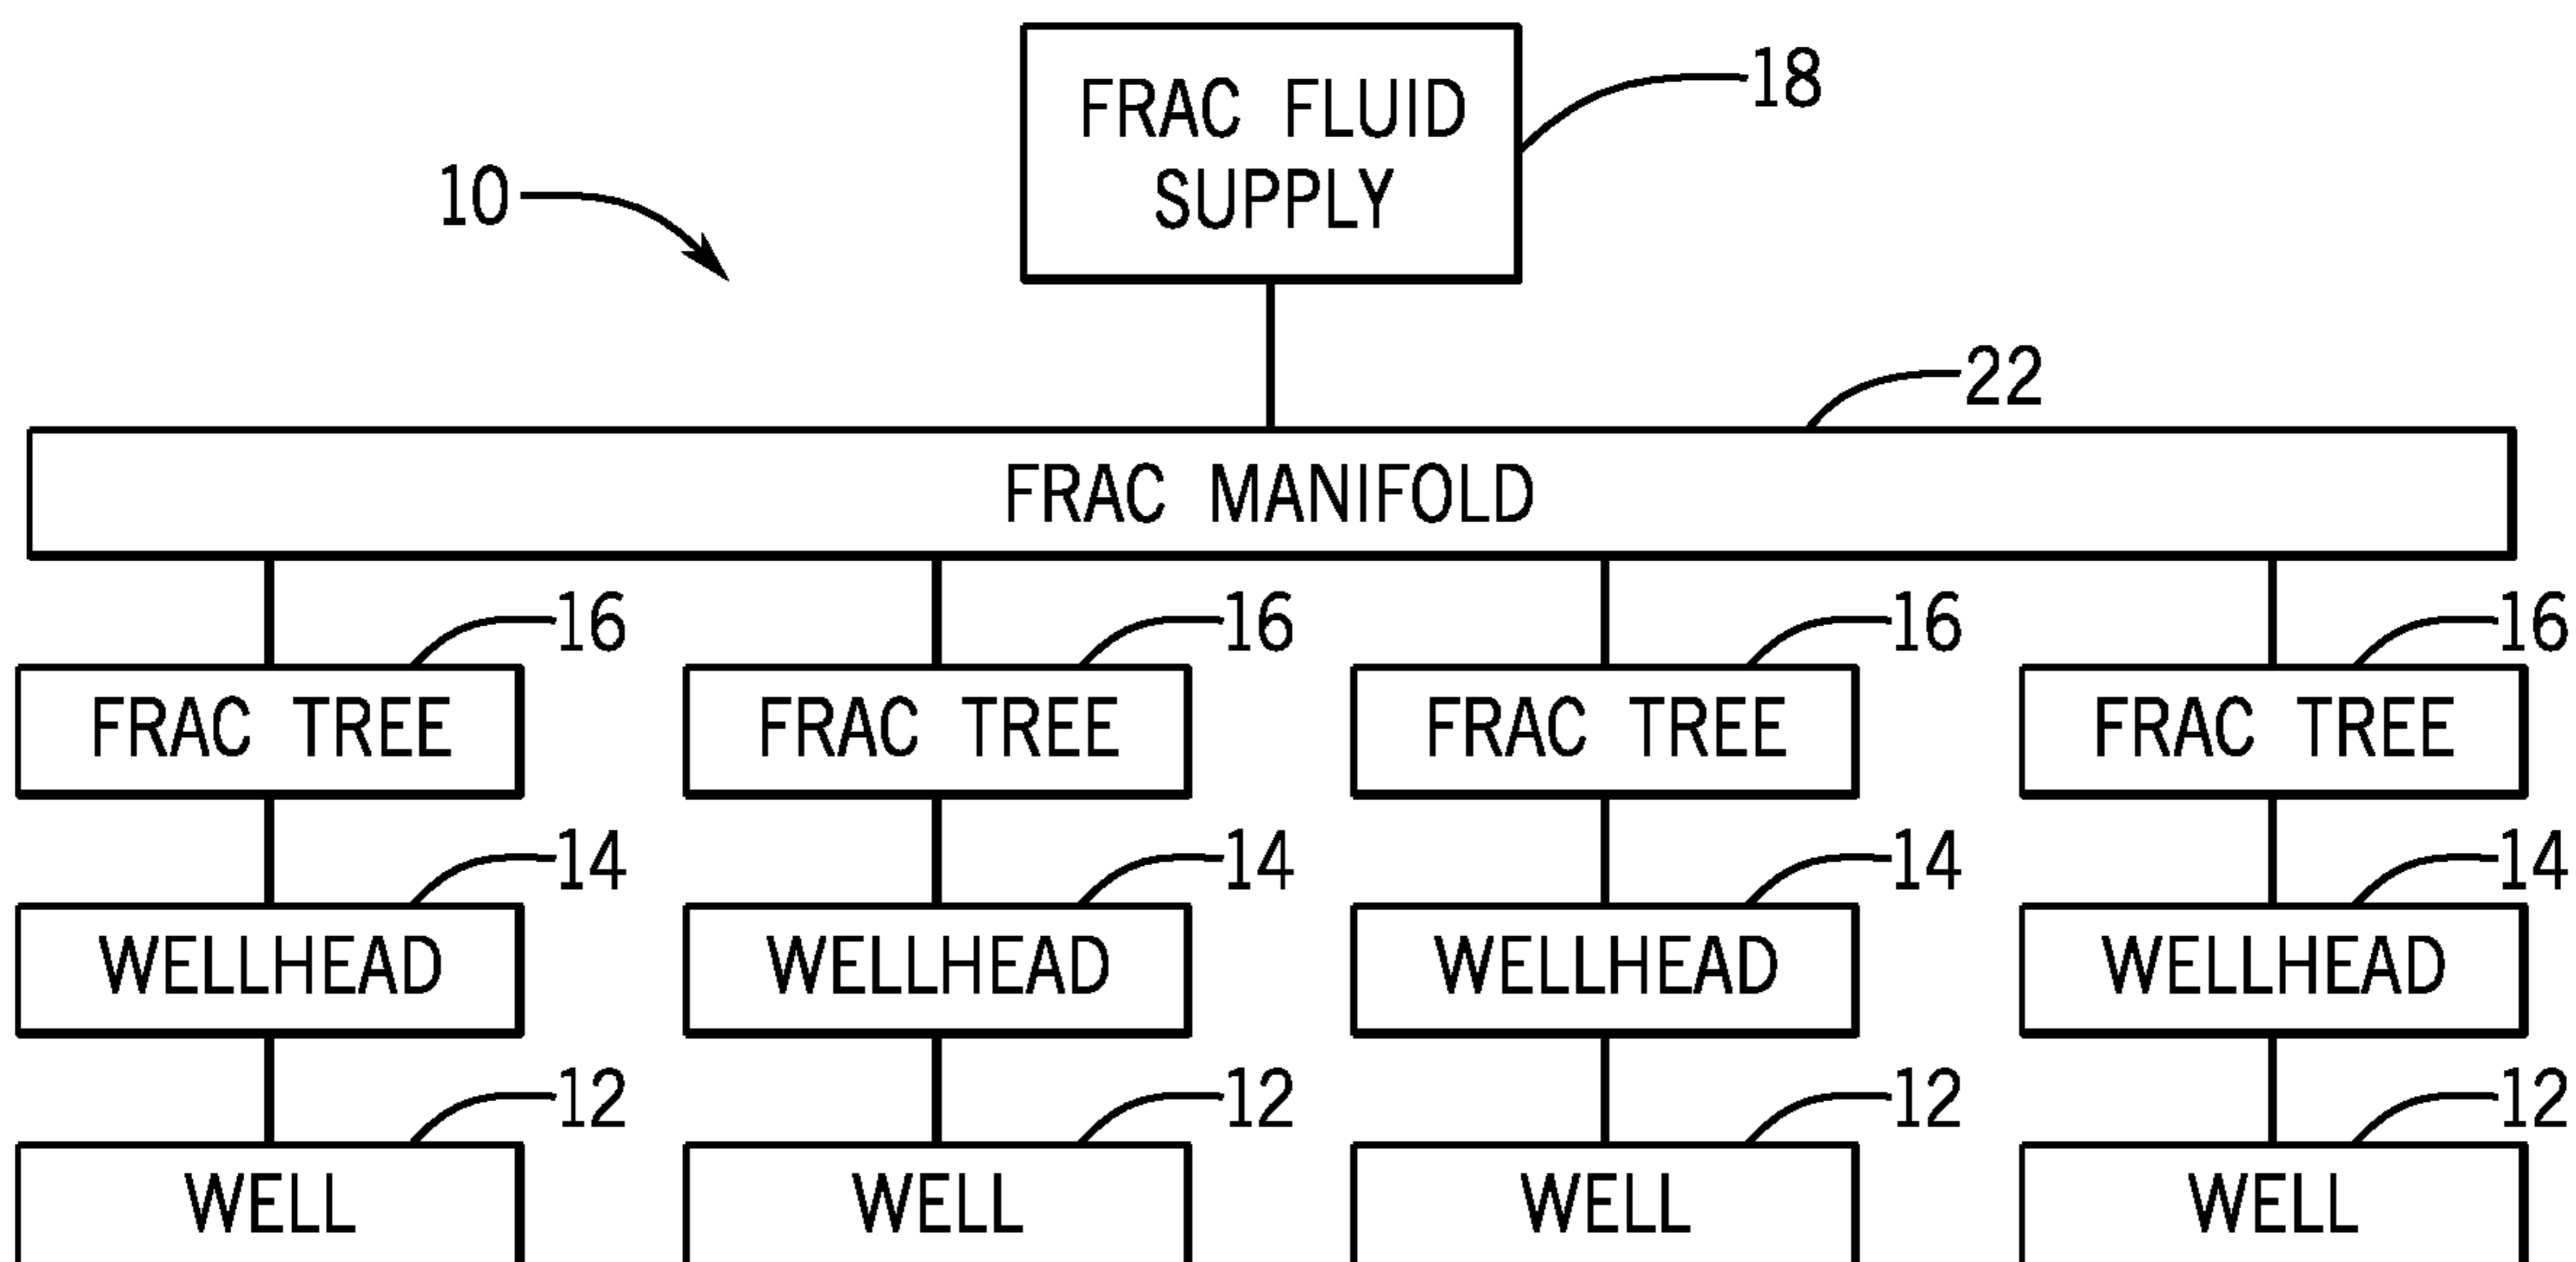 FRAC FLUID
SUPPLY
18
10
22
FRAC MANIFOLD
16 16 16 16
FRAC TREE FRAC TREE FRAC TREE FRAC TREE
14 14 14 14
WELLHEAD WELLHEAD WELLHEAD WELLHEAD
12 12 12 12
WELL WELL WELL WELL